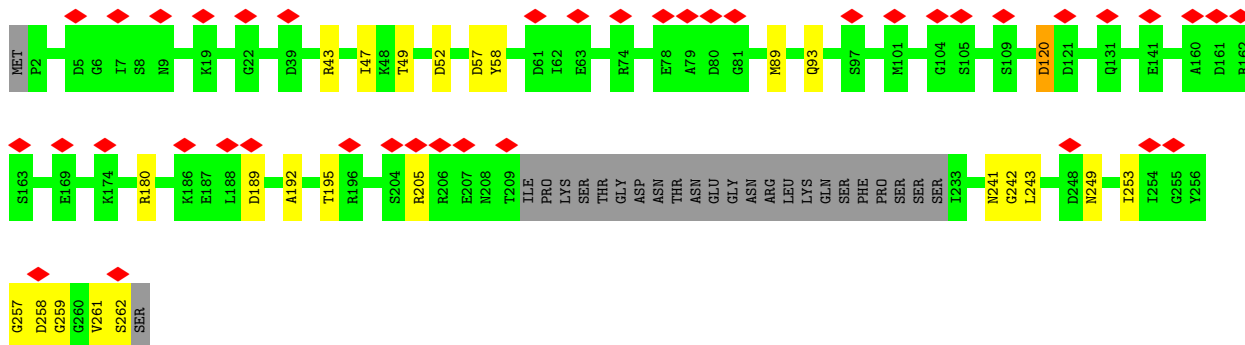 MET P2 D5 G6 I7 S8 N9 K19 G22 D39 R43 I47 K48 T49 D52 D57 Y58 D61 I62 E63 R74 E78 A79 D80 G81 M89 Q93 S97 M101 G104 S105 S109 D120 D121 Q131 E141 A160 D161 R162
S163 E169 K174 R180 K186 E187 L188 D189 A192 T195 R196 S204 R205 R206 E207 N208 T209 ILE PRO LYS SER THR GLY ASP ASN THR ASN GLU GLY ASN ARG LEU LYS GLN SER PHE PRO SER SER SER I233 N241 G242 L243 D248 N249 I253 I254 G255 Y256
G257 D258 G259 G260 V261 S262 SER